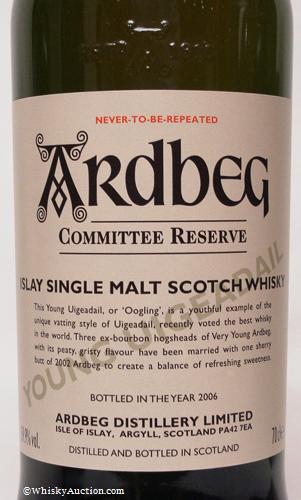 NEVER-TO-BE-REPEATED
ARDBEG
COMMITTEE RESERVE
ISLAY SINGLE MALT SCOTCH WHISKY
YOUNG UIGEADAIL
This Young Uigeadail, or 'Oogling', is a youthful example of the
unique vatting style of Uigeadail, recently voted the best whisky
in the world. Three ex-bourbon hogsheads of Very Young Ardbeg,
with its peaty, gristy flavour have been married with one sherry
butt of 2002 Ardbeg to create a balance of refreshing sweetness.
BOTTLED IN THE YEAR 2006
ARDBEG DISTILLERY LIMITED
ISLE OF ISLAY, ARGYLL, SCOTLAND PA42 7EA
DISTILLED AND BOTTLED IN SCOTLAND
© WhiskyAuction.com